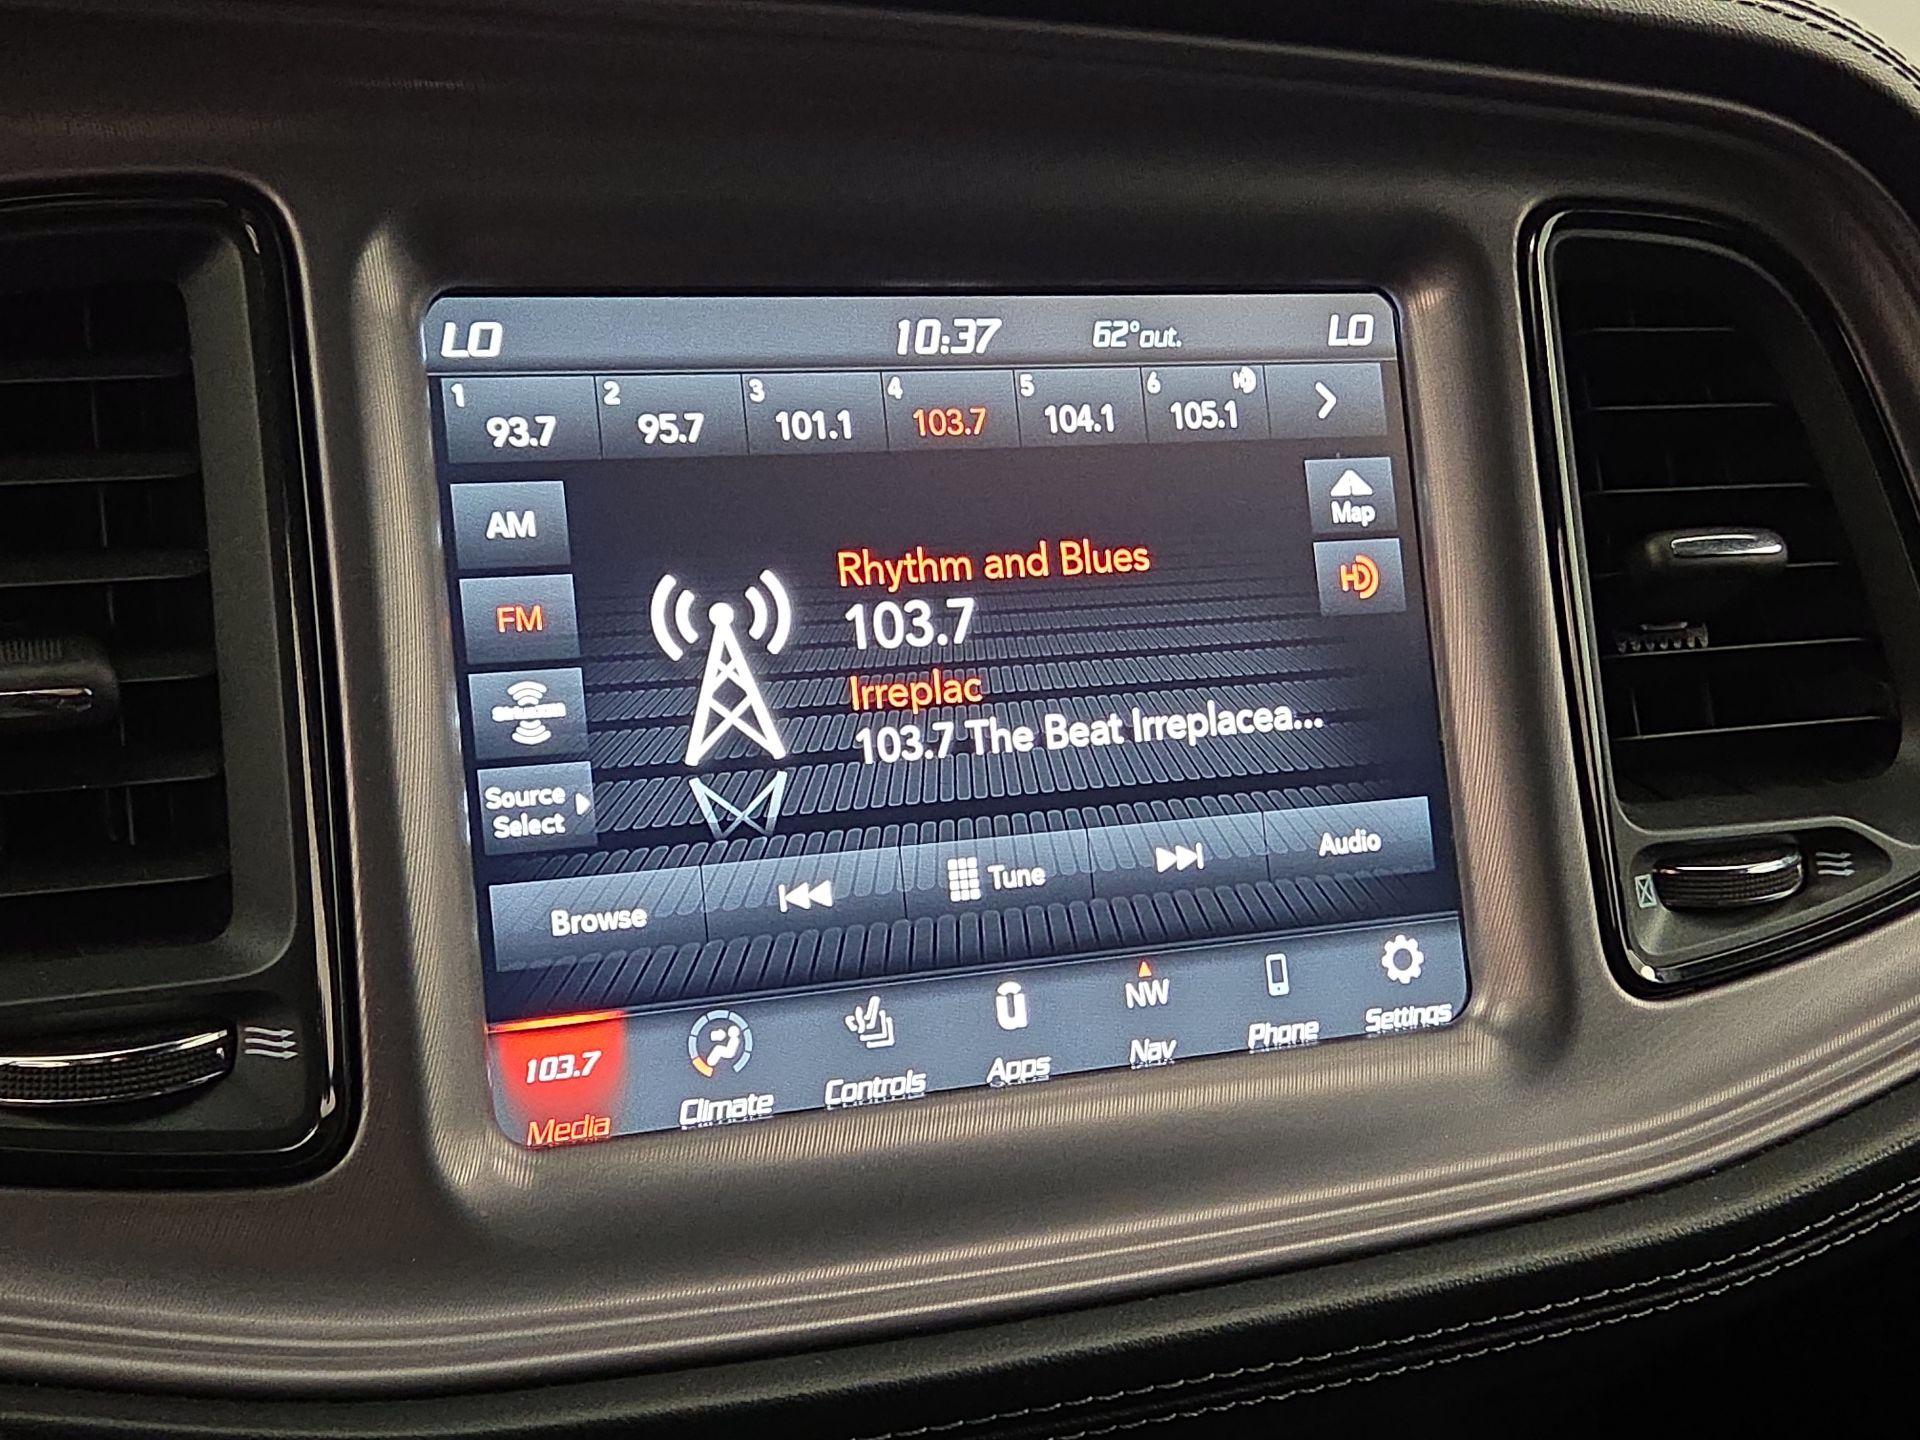 LO 10:37 62°out. LO
1 93.7 2 95.7 3 101.1 4 103.7 5 104.1 6 105.1 HD
AM
Map
FM
HD
Rhythm and Blues
103.7
Irreplac
103.7 The Beat Irreplacea...
Source
Select
Browse Tune Audio
103.7 NW
Media Climate Controls Apps Nav Phone Settings